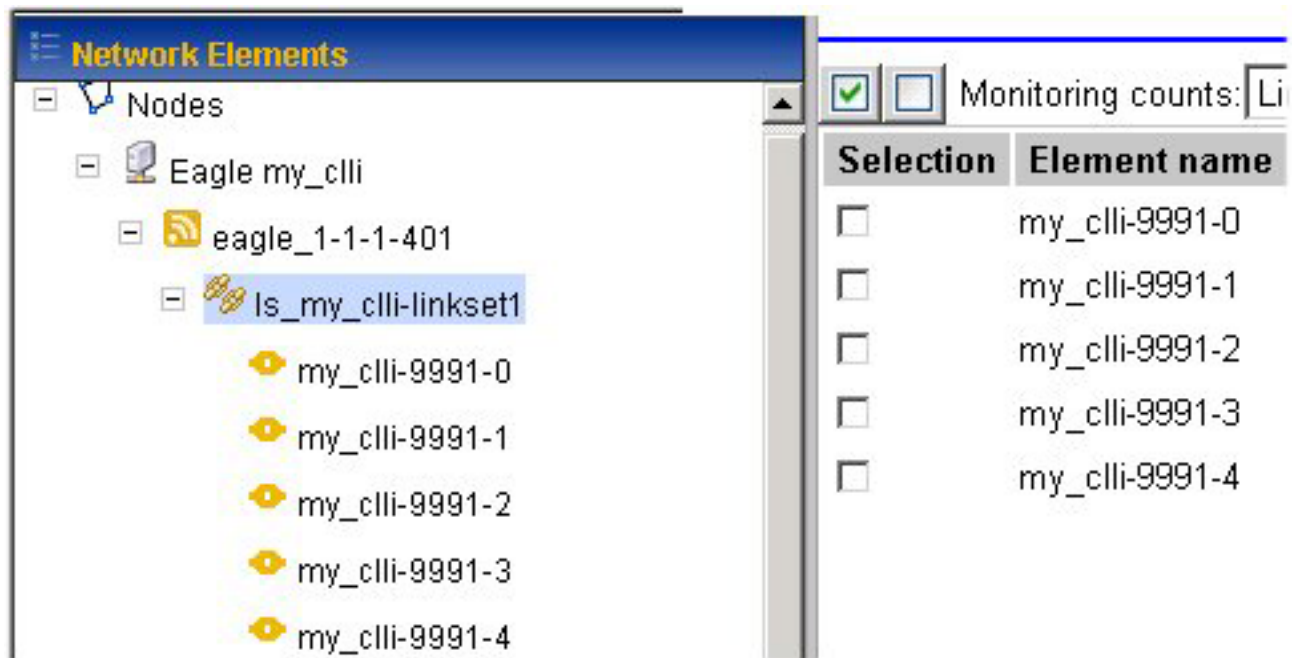 Network Elements
Nodes
Eagle my_clli
eagle_1-1-1-401
ls_my_clli-linkset1
my_clli-9991-0
my_clli-9991-1
my_clli-9991-2
my_clli-9991-3
my_clli-9991-4
Monitoring counts: Li
Selection Element name
my_clli-9991-0
my_clli-9991-1
my_clli-9991-2
my_clli-9991-3
my_clli-9991-4